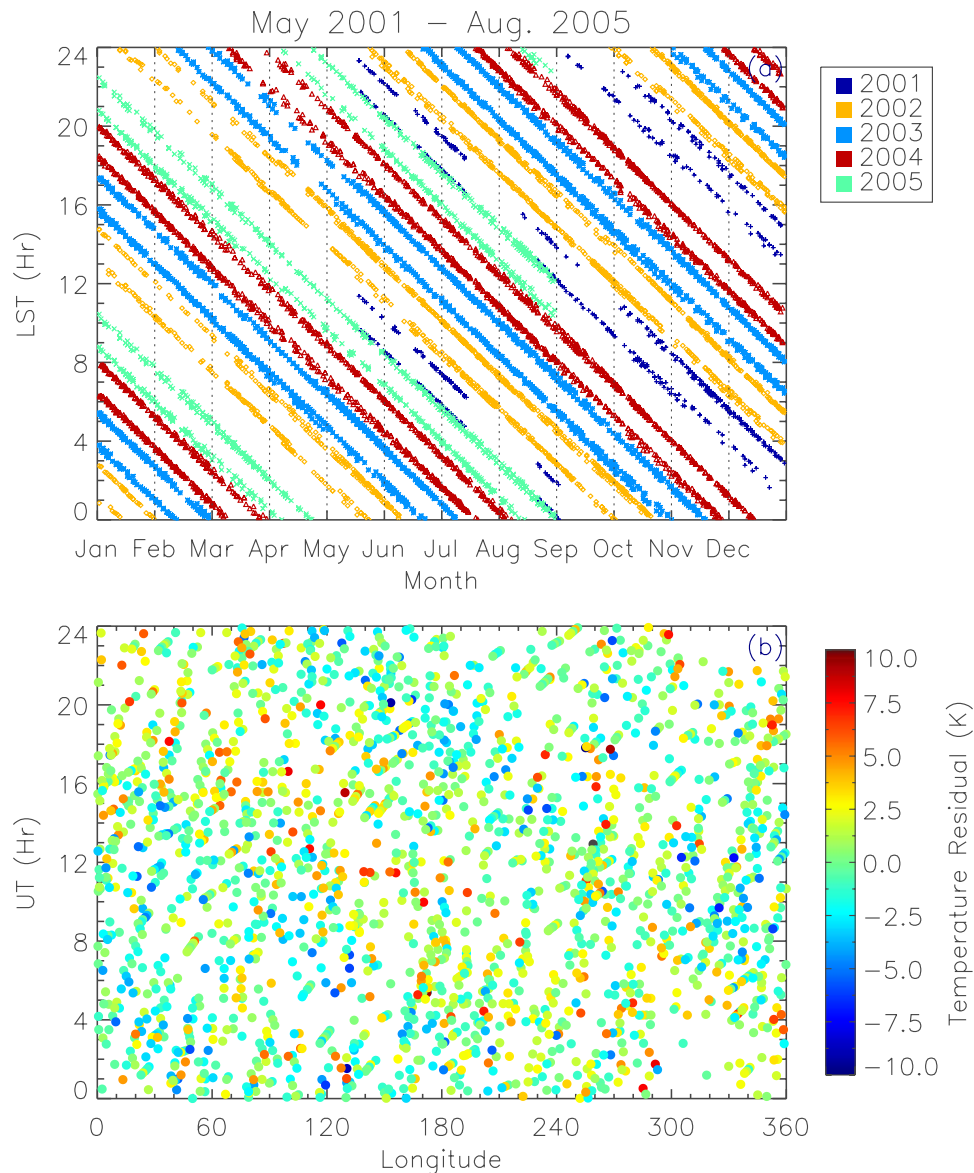 May 2001 − Aug. 2005
(a)
24
20
16
12
8
4
0
LST (Hr)
Jan Feb Mar Apr May Jun Jul Aug Sep Oct Nov Dec
Month
2001
2002
2003
2004
2005
(b)
24
20
16
12
8
4
0
UT (Hr)
0 60 120 180 240 300 360
Longitude
10.0
7.5
5.0
2.5
0.0
−2.5
−5.0
−7.5
−10.0
Temperature Residual (K)